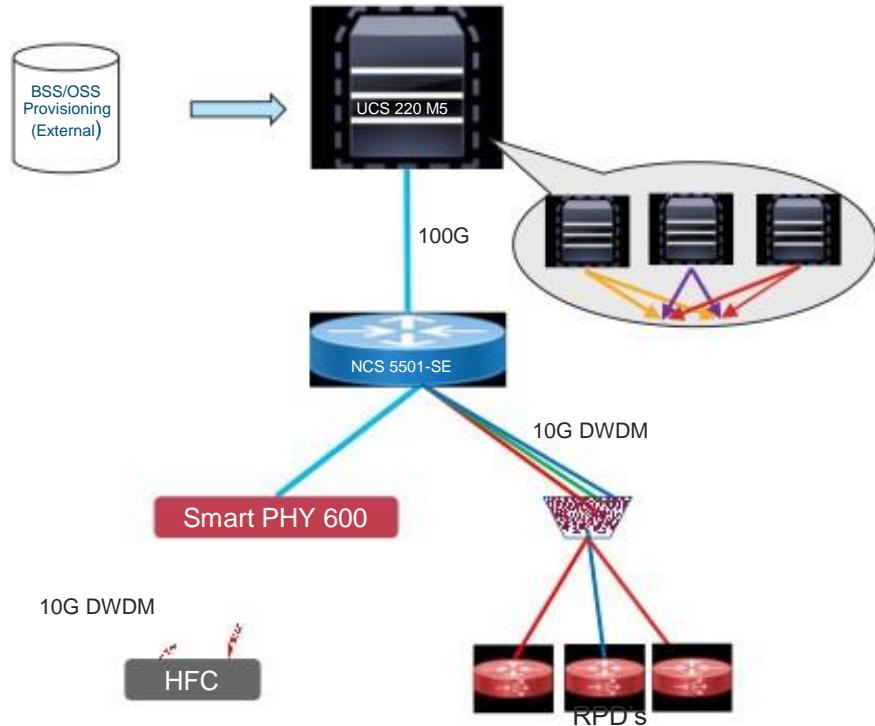 BSS/OSS
Provisioning
(External)
UCS 220 M5
100G
NCS 5501-SE
10G DWDM
Smart PHY 600
10G DWDM
HFC
RPD's